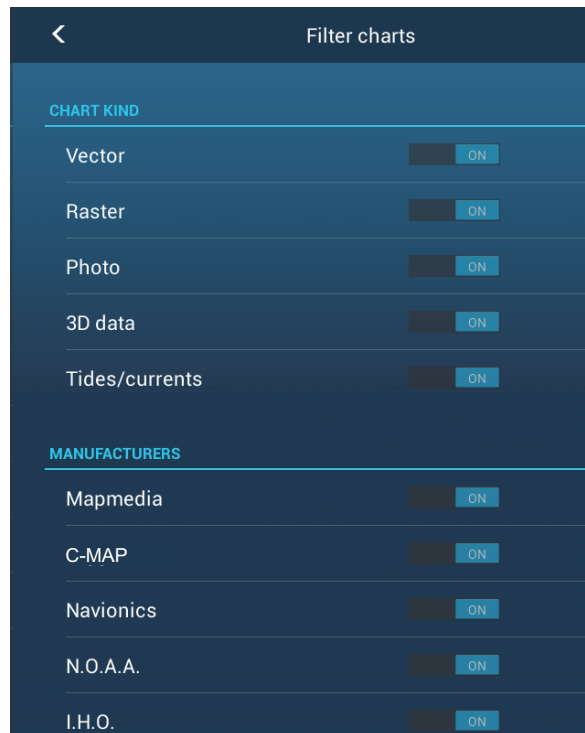 Filter charts
CHART KIND
Vector ON
Raster ON
Photo ON
3D data ON
Tides/currents ON
MANUFACTURERS
Mapmedia ON
C-MAP ON
Navionics ON
N.O.A.A. ON
I.H.O. ON